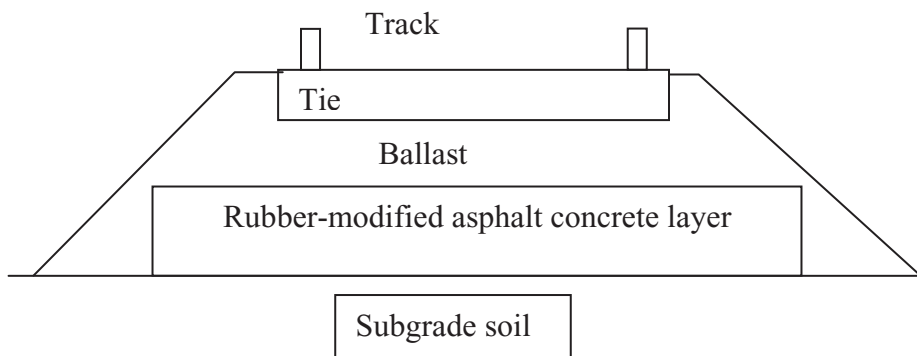 Track
Tie
Ballast
Rubber-modified asphalt concrete layer
Subgrade soil